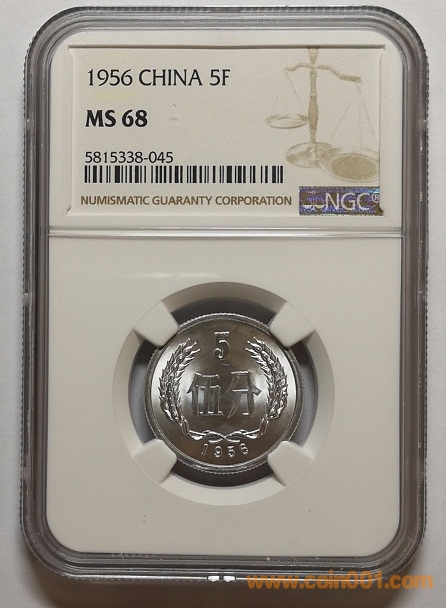 1956 CHINA 5F
MS 68
5815338-045
NUMISMATIC GUARANTY CORPORATION
NGC
5
伍分
1956
www.coin001.com